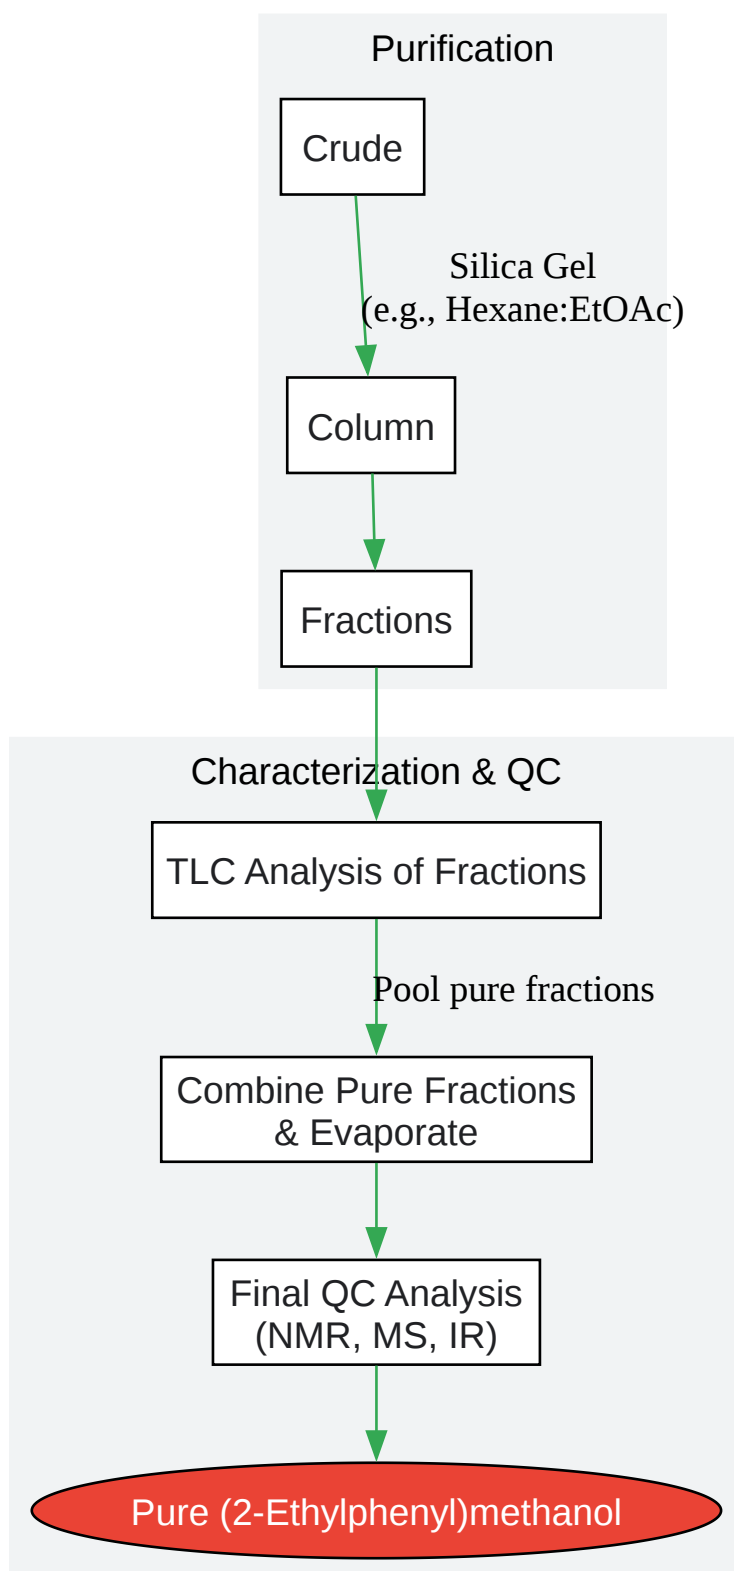 Purification
Crude
Silica Gel
(e.g., Hexane:EtOAc)
Column
Fractions
Characterization & QC
TLC Analysis of Fractions
Pool pure fractions
Combine Pure Fractions
& Evaporate
Final QC Analysis
(NMR, MS, IR)
Pure (2-Ethylphenyl)methanol